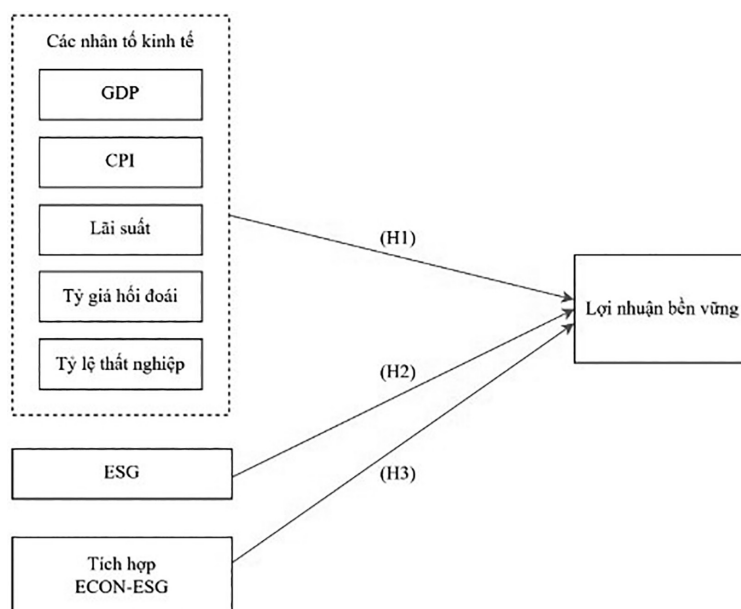 Các nhân tố kinh tế
GDP
CPI
Lãi suất
Tỷ giá hối đoái
Tỷ lệ thất nghiệp
ESG
Tích hợp
ECON-ESG
(H1)
(H2)
(H3)
Lợi nhuận bền vững